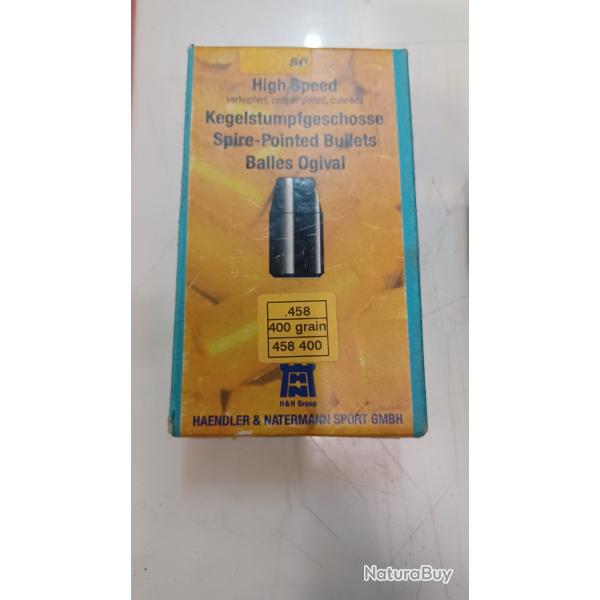 50
High Speed
verkupfert, copper plated, cuivrées
Kegelstumpfgeschosse
Spire-Pointed Bullets
Balles Ogival
.458
400 grain
458 400
H&N Group
HAENDLER & NATERMANN SPORT GMBH
NaturaBuy